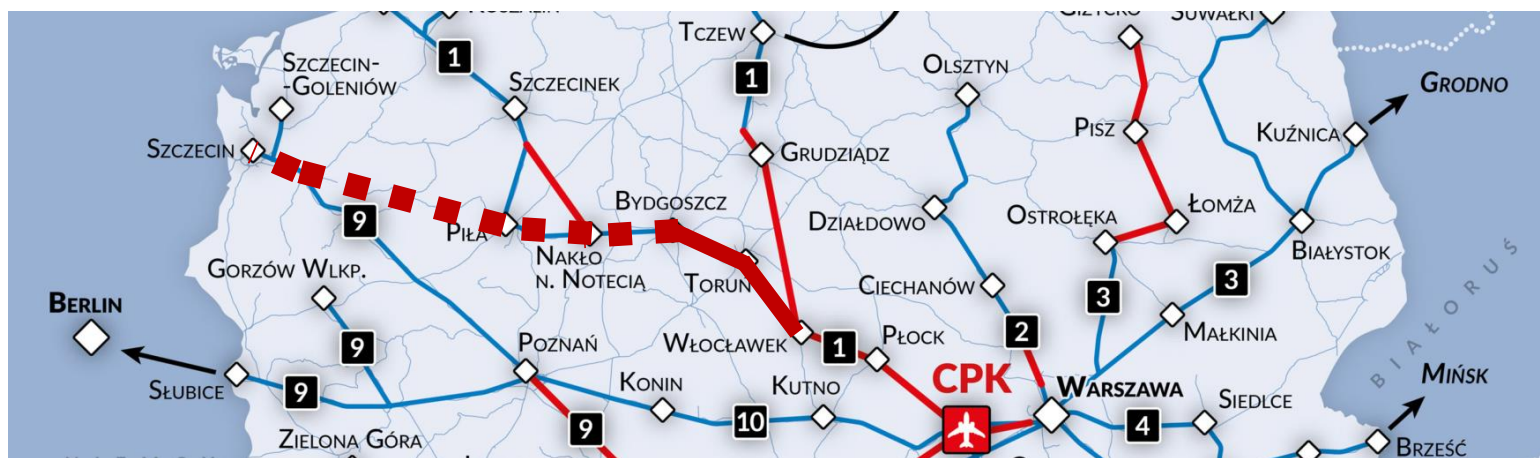 GIŻYCKO
SUWAŁKI
TCZEW
1
SZCZECIN-
-GOLENIÓW
SZCZECINEK
1
OLSZTYN
GRODNO
SZCZECIN
GRUDZIĄDZ
PISZ
KUŹNICA
9
PIŁA
BYDGOSZCZ
NAKŁO
N. NOTECIĄ
TORUŃ
DZIAŁDOWO
OSTROŁĘKA
ŁOMŻA
BIAŁYSTOK
BIAŁORUŚ
GORZÓW WLKP.
CIECHANÓW
3
3
BERLIN
9
POZNAŃ
WŁOCŁAWEK
1
PŁOCK
2
MAŁKINIA
SŁUBICE
9
KONIN
KUTNO
CPK
WARSZAWA
SIEDLCE
MIŃSK
ZIELONA GÓRA
9
10
4
BRZEŚĆ